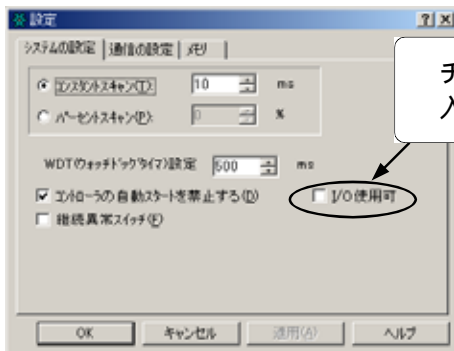 設定
システムの設定 通信の設定 メモリ
コンスタントスキャン(T): 10 ms
パーセントスキャン(P): 0 %
WDT(ウォッチドッグタイマ)設定 500 ms
コントローラの自動スタートを禁止する(D) I/O使用可
継続異常スイッチ(E)
OK キャンセル 適用(A) ヘルプ
チ
入